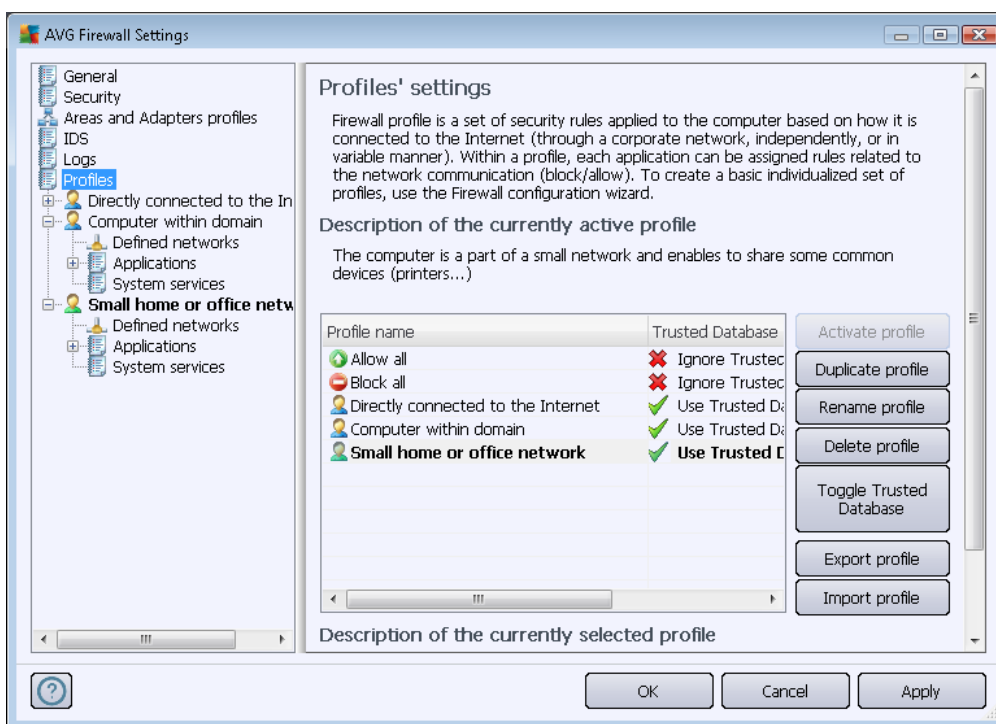 AVG Firewall Settings
General
Security
Areas and Adapters profiles
IDS
Logs
Profiles
Directly connected to the In
Computer within domain
Defined networks
Applications
System services
Small home or office netw
Defined networks
Applications
System services
Profiles' settings
Firewall profile is a set of security rules applied to the computer based on how it is
connected to the Internet (through a corporate network, independently, or in
variable manner). Within a profile, each application can be assigned rules related to
the network communication (block/allow). To create a basic individualized set of
profiles, use the Firewall configuration wizard.
Description of the currently active profile
The computer is a part of a small network and enables to share some common
devices (printers...)
Profile name Trusted Database
Allow all Ignore Trusted
Block all Ignore Trusted
Directly connected to the Internet Use Trusted Da
Computer within domain Use Trusted Da
Small home or office network Use Trusted D
Activate profile
Duplicate profile
Rename profile
Delete profile
Toggle Trusted
Database
Export profile
Import profile
Description of the currently selected profile
OK Cancel Apply